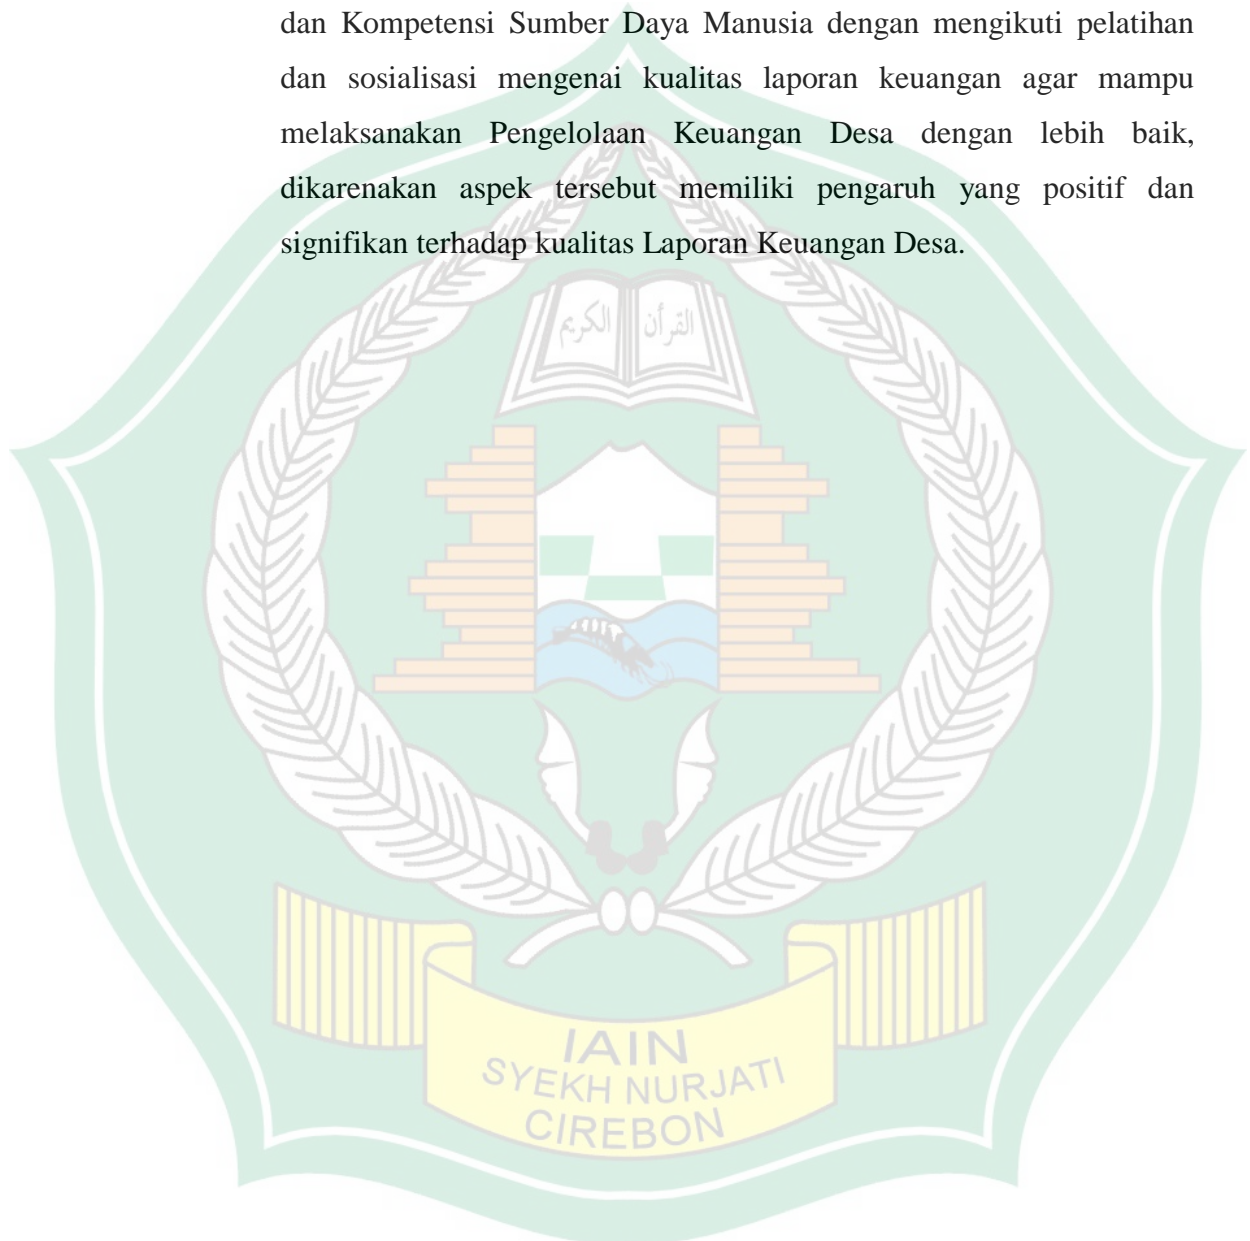 dan Kompetensi Sumber Daya Manusia dengan mengikuti pelatihan
dan sosialisasi mengenai kualitas laporan keuangan agar mampu
melaksanakan Pengelolaan Keuangan Desa dengan lebih baik,
dikarenakan aspek tersebut memiliki pengaruh yang positif dan
signifikan terhadap kualitas Laporan Keuangan Desa.
القرأن الكريم
IAIN
SYEKH NURJATI
CIREBON